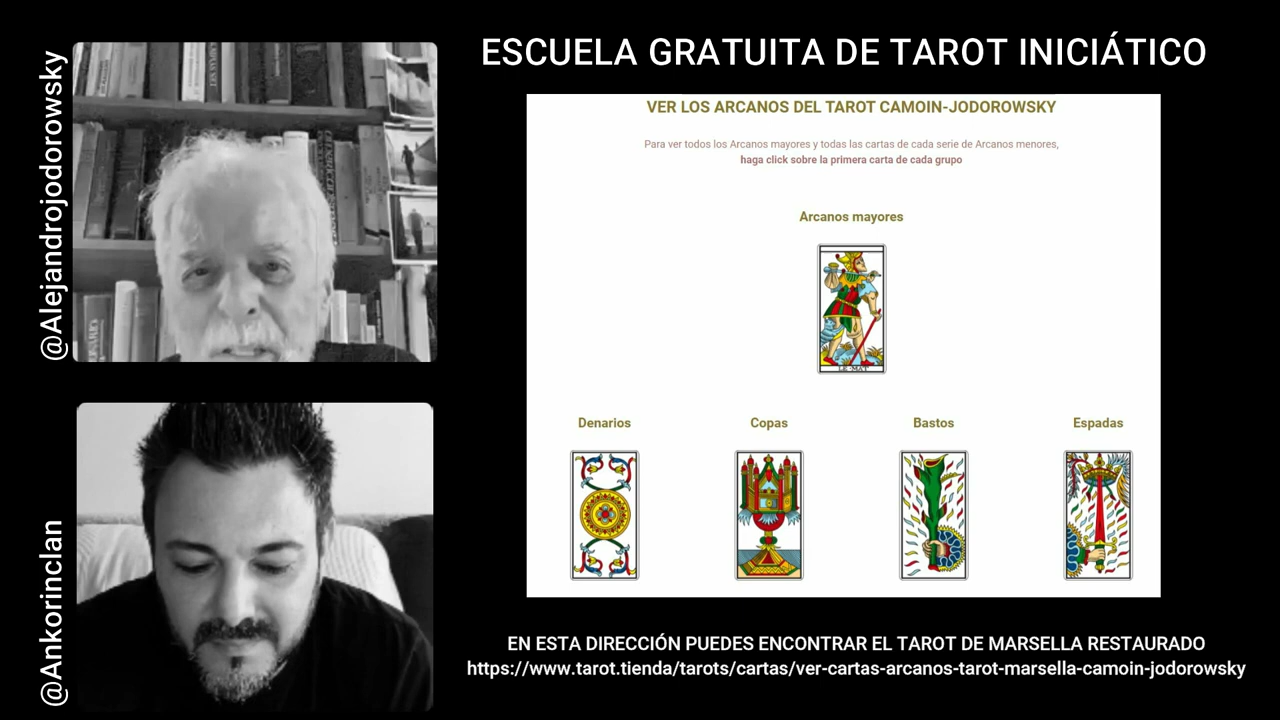 @Alejandrojodorowsky
@Ankorinclan
ESCUELA GRATUITA DE TAROT INICIÁTICO
VER LOS ARCANOS DEL TAROT CAMOIN-JODOROWSKY
Para ver todos los Arcanos mayores y todas las cartas de cada serie de Arcanos menores,
haga click sobre la primera carta de cada grupo
Arcanos mayores
LE·MAT
Denarios Copas Bastos Espadas
EN ESTA DIRECCIÓN PUEDES ENCONTRAR EL TAROT DE MARSELLA RESTAURADO
https://www.tarot.tienda/tarots/cartas/ver-cartas-arcanos-tarot-marsella-camoin-jodorowsky